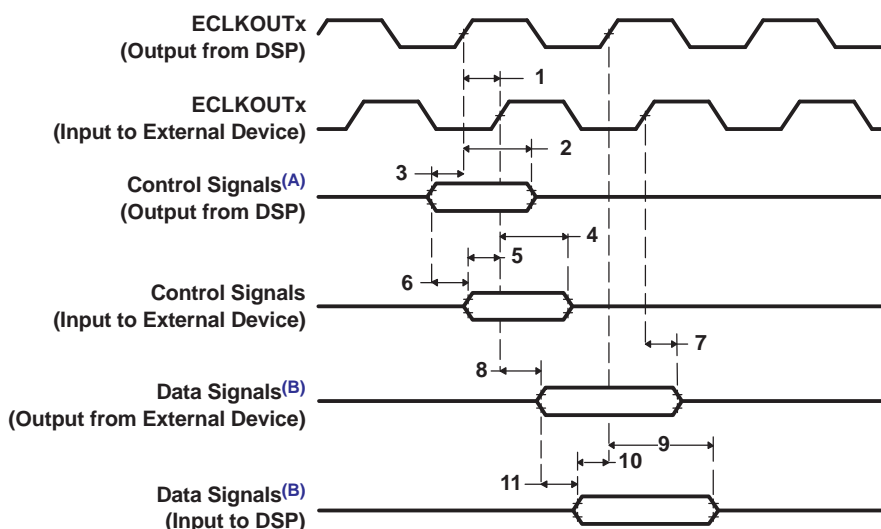 ECLKOUTx
(Output from DSP)
1
ECLKOUTx
(Input to External Device)
2
3
Control Signals(A)
(Output from DSP)
4
5
6
Control Signals
(Input to External Device)
7
8
Data Signals(B)
(Output from External Device)
9
10
11
Data Signals(B)
(Input to DSP)